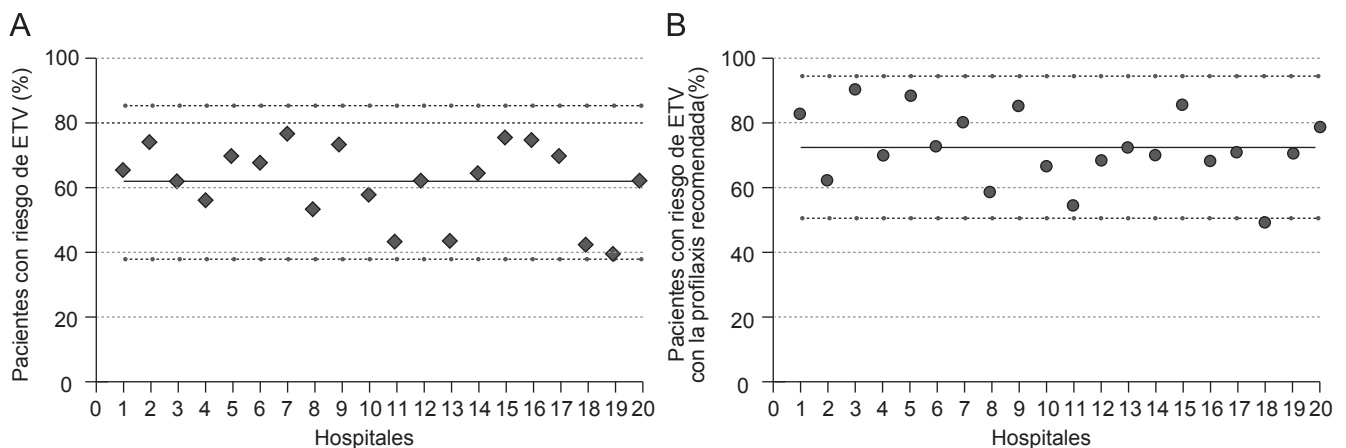 A
Pacientes con riesgo de ETV (%)
100
80
60
40
20
0
0 1 2 3 4 5 6 7 8 9 10 11 12 13 14 15 16 17 18 19 20
Hospitales
B
Pacientes con riesgo de ETV
con la profilaxis recomendada(%)
100
80
60
40
20
0
0 1 2 3 4 5 6 7 8 9 10 11 12 13 14 15 16 17 18 19 20
Hospitales